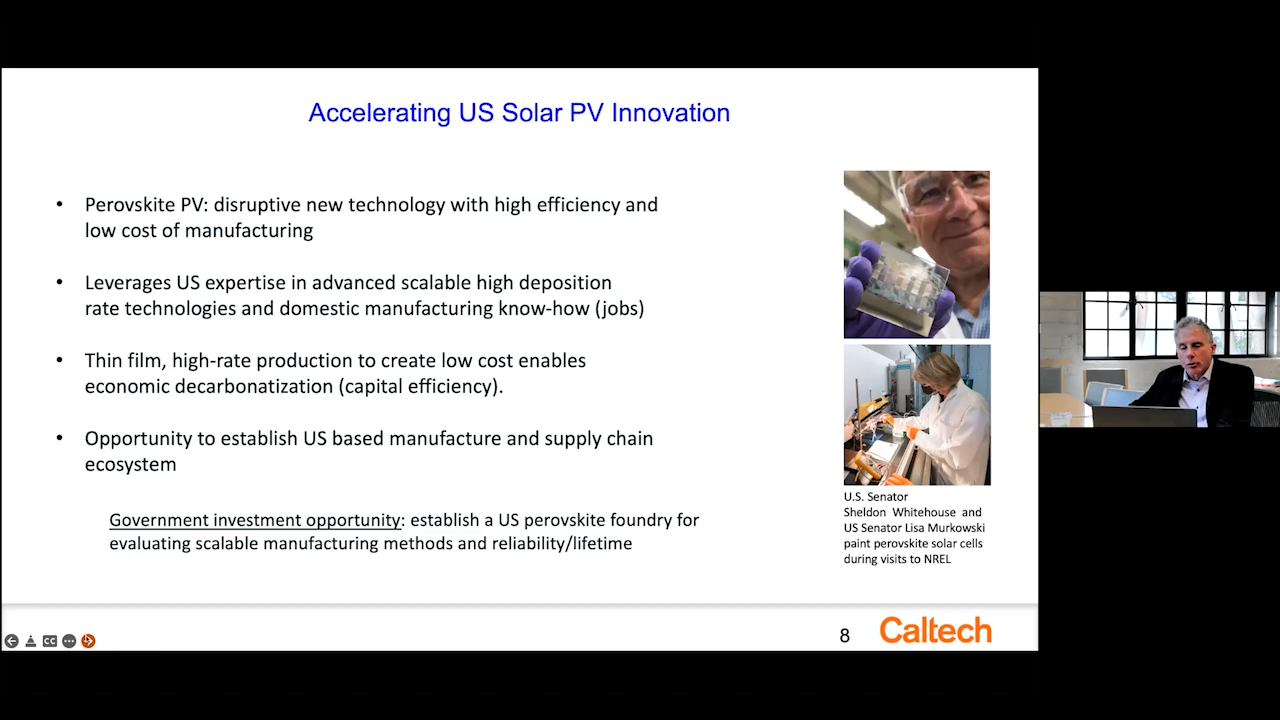 Accelerating US Solar PV Innovation
• Perovskite PV: disruptive new technology with high efficiency and
low cost of manufacturing
• Leverages US expertise in advanced scalable high deposition
rate technologies and domestic manufacturing know-how (jobs)
• Thin film, high-rate production to create low cost enables
economic decarbonatization (capital efficiency).
• Opportunity to establish US based manufacture and supply chain
ecosystem
Government investment opportunity: establish a US perovskite foundry for
evaluating scalable manufacturing methods and reliability/lifetime
U.S. Senator
Sheldon Whitehouse and
US Senator Lisa Murkowski
paint perovskite solar cells
during visits to NREL
CC
8
Caltech